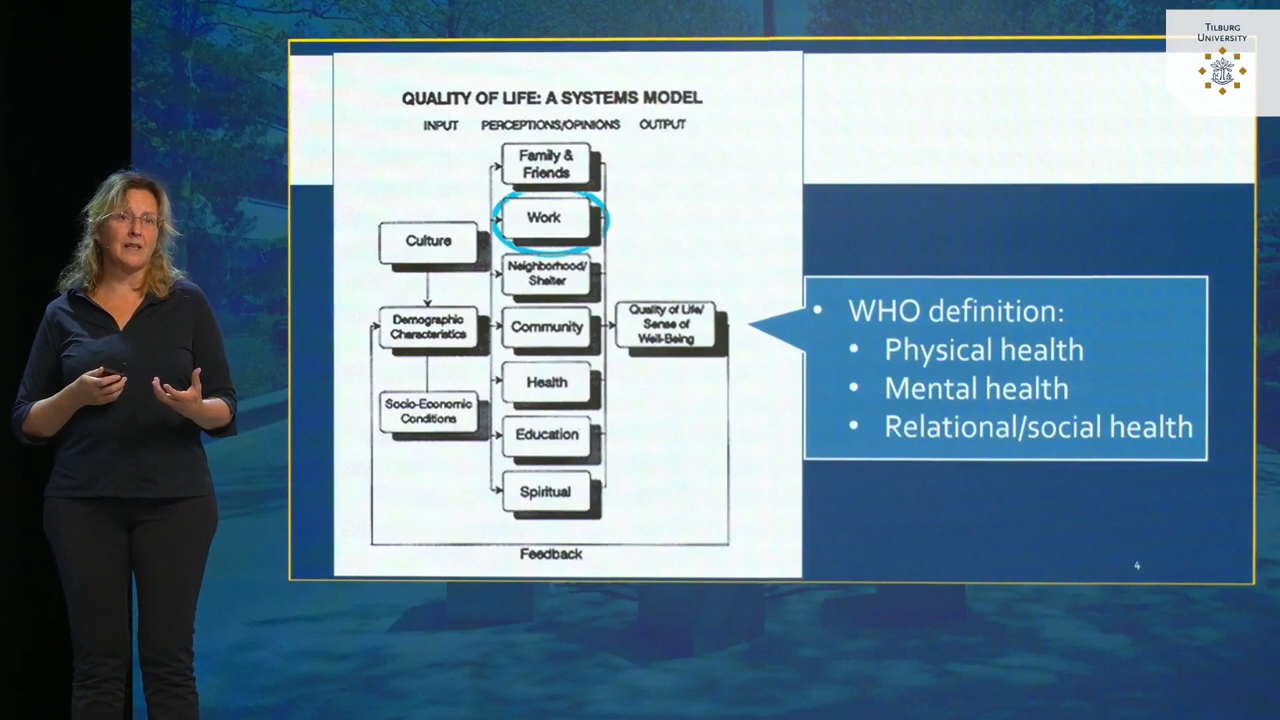 TILBURG
UNIVERSITY
QUALITY OF LIFE: A SYSTEMS MODEL
INPUT PERCEPTIONS/OPINIONS OUTPUT
Family &
Friends
Work
Culture
Neighborhood/
Shelter
Demographic
Characteristics
Community
Quality of Life/
Sense of
Well-Being
Health
Socio-Economic
Conditions
Education
Spiritual
Feedback
• WHO definition:
• Physical health
• Mental health
• Relational/social health
4